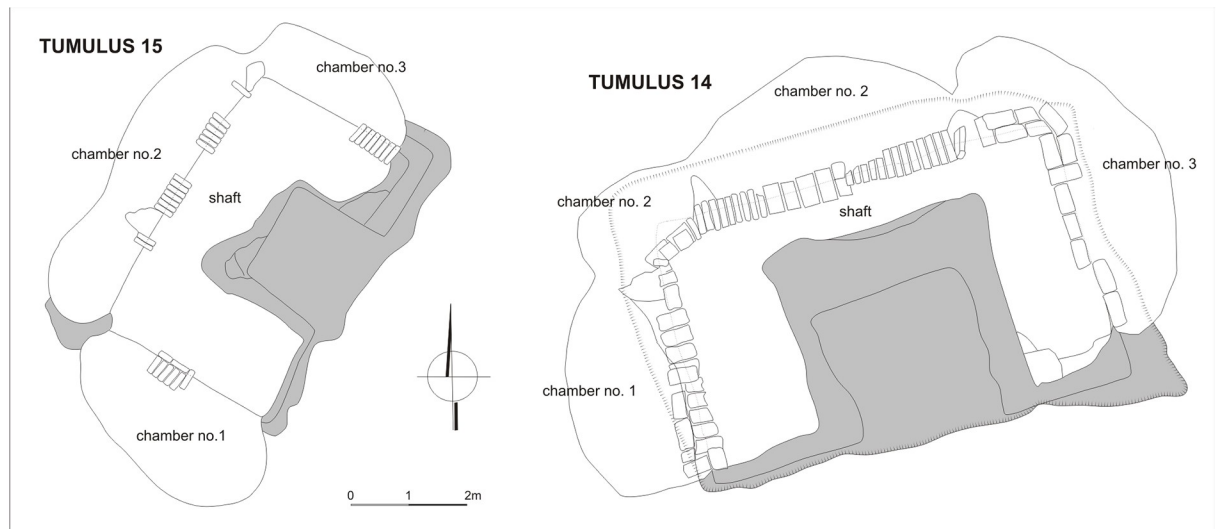 TUMULUS 15
chamber no.3
chamber no.2
shaft
chamber no.1
0 1 2m
TUMULUS 14
chamber no. 2
chamber no. 3
chamber no. 2
shaft
chamber no. 1